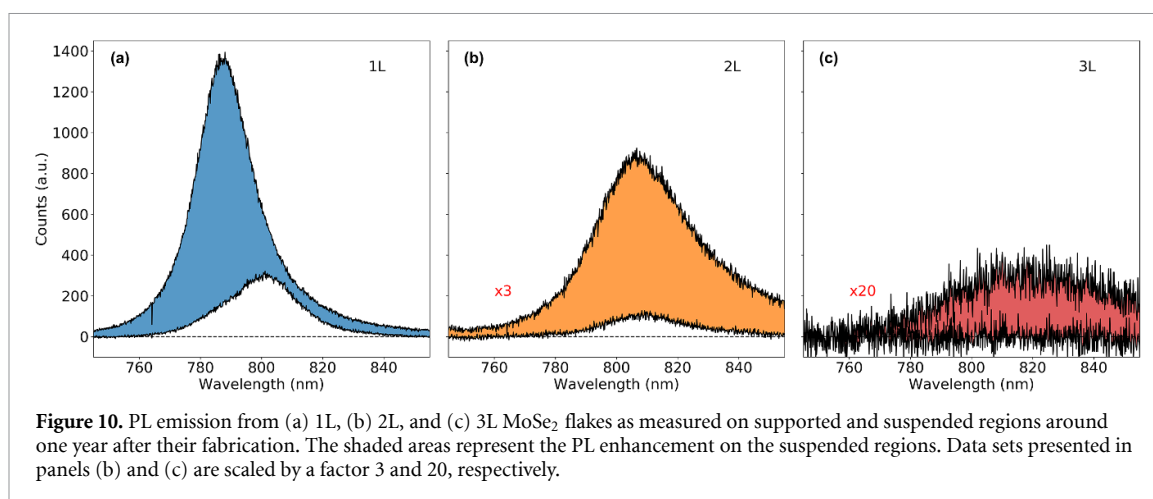 (a)
1L
(b)
2L
(c)
3L
1400
1200
1000
800
600
400
200
0
Counts (a.u.)
x3
x20
760 780 800 820 840
760 780 800 820 840
760 780 800 820 840
Wavelength (nm)
Wavelength (nm)
Wavelength (nm)
Figure 10. PL emission from (a) 1L, (b) 2L, and (c) 3L MoSe₂ flakes as measured on supported and suspended regions around
one year after their fabrication. The shaded areas represent the PL enhancement on the suspended regions. Data sets presented in
panels (b) and (c) are scaled by a factor 3 and 20, respectively.